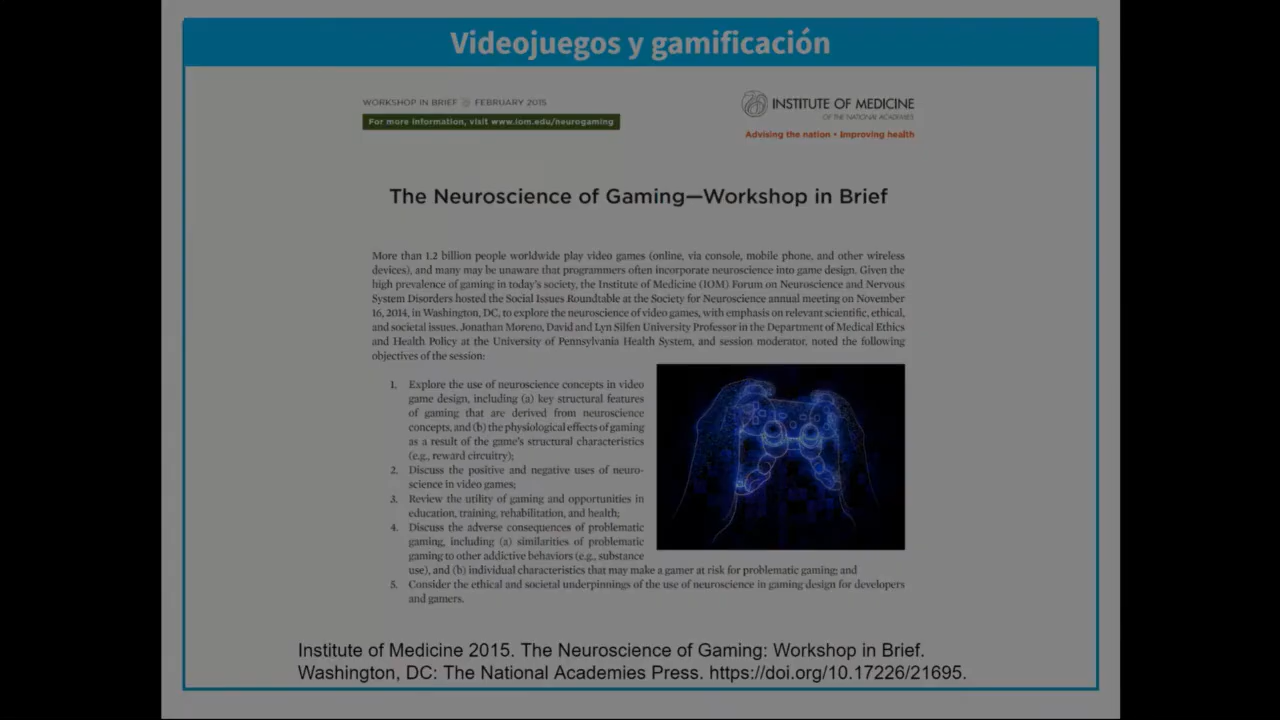 Videojuegos y gamificación
WORKSHOP IN BRIEF FEBRUARY 2015
For more information, visit www.iom.edu/neurogaming
INSTITUTE OF MEDICINE
OF THE NATIONAL ACADEMIES
Advising the nation • Improving health
The Neuroscience of Gaming—Workshop in Brief
More than 1.2 billion people worldwide play video games (online, via console, mobile phone, and other wireless
devices), and many may be unaware that programmers often incorporate neuroscience into game design. Given the
high prevalence of gaming in today's society, the Institute of Medicine (IOM) Forum on Neuroscience and Nervous
System Disorders hosted the Social Issues Roundtable at the Society for Neuroscience annual meeting on November
16, 2014, in Washington, DC, to explore the neuroscience of video games, with emphasis on relevant scientific, ethical,
and societal issues. Jonathan Moreno, David and Lyn Silfen University Professor in the Department of Medical Ethics
and Health Policy at the University of Pennsylvania Health System, and session moderator, noted the following
objectives of the session:
1. Explore the use of neuroscience concepts in video
game design, including (a) key structural features
of gaming that are derived from neuroscience
concepts, and (b) the physiological effects of gaming
as a result of the game's structural characteristics
(e.g., reward circuitry);
2. Discuss the positive and negative uses of neuro-
science in video games;
3. Review the utility of gaming and opportunities in
education, training, rehabilitation, and health;
4. Discuss the adverse consequences of problematic
gaming, including (a) similarities of problematic
gaming to other addictive behaviors (e.g., substance
use), and (b) individual characteristics that may make a gamer at risk for problematic gaming; and
5. Consider the ethical and societal underpinnings of the use of neuroscience in gaming design for developers
and gamers.
Institute of Medicine 2015. The Neuroscience of Gaming: Workshop in Brief.
Washington, DC: The National Academies Press. https://doi.org/10.17226/21695.